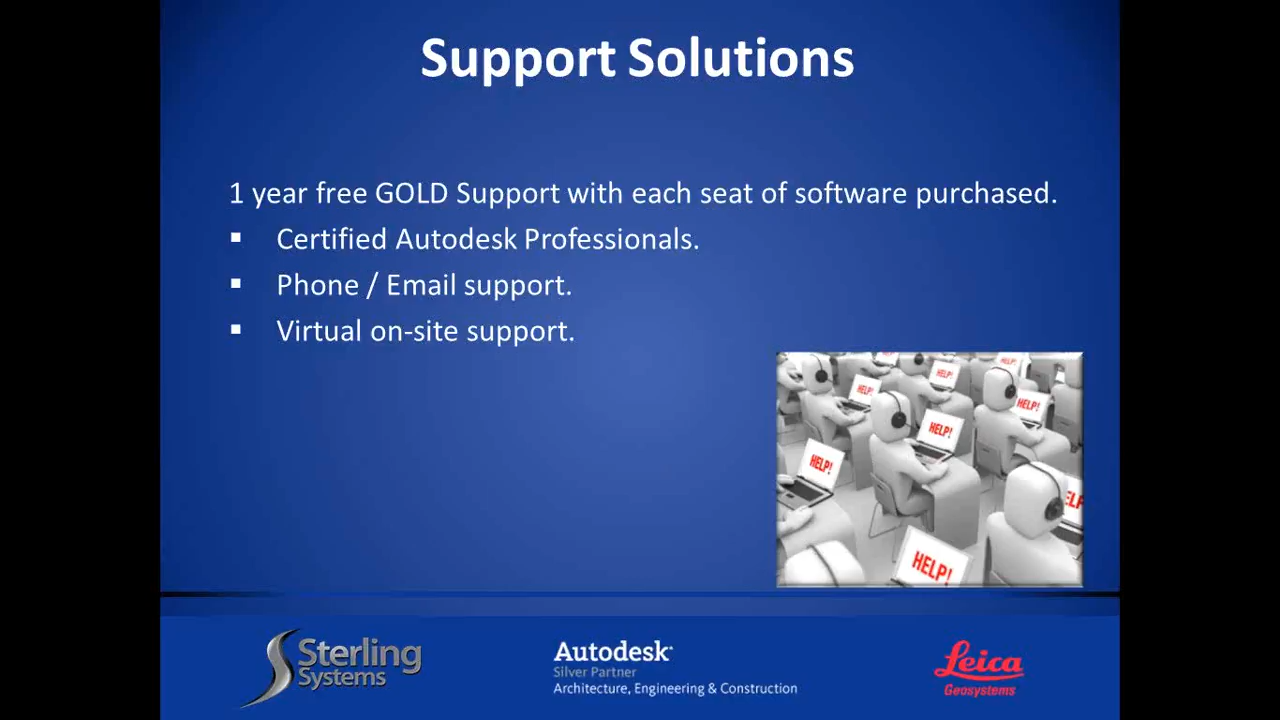 Support Solutions
1 year free GOLD Support with each seat of software purchased.
▪ Certified Autodesk Professionals.
▪ Phone / Email support.
▪ Virtual on-site support.
HELP!
HELP!
HELP!
HELP!
HELP!
HELP!
ELP
HELP!
Sterling
Systems
Autodesk
Silver Partner
Architecture, Engineering & Construction
Leica
Geosystems